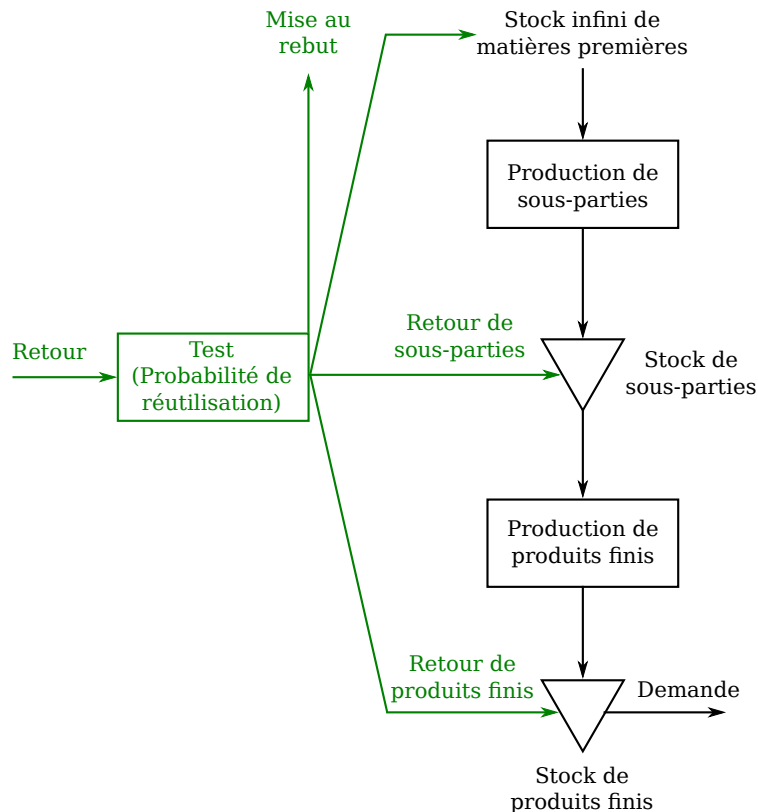 Mise au
rebut
Stock infini de
matières premières
Production de
sous-parties
Retour de
sous-parties
Retour
Test
(Probabilité de
réutilisation)
Stock de
sous-parties
Production de
produits finis
Retour de
produits finis
Demande
Stock de
produits finis